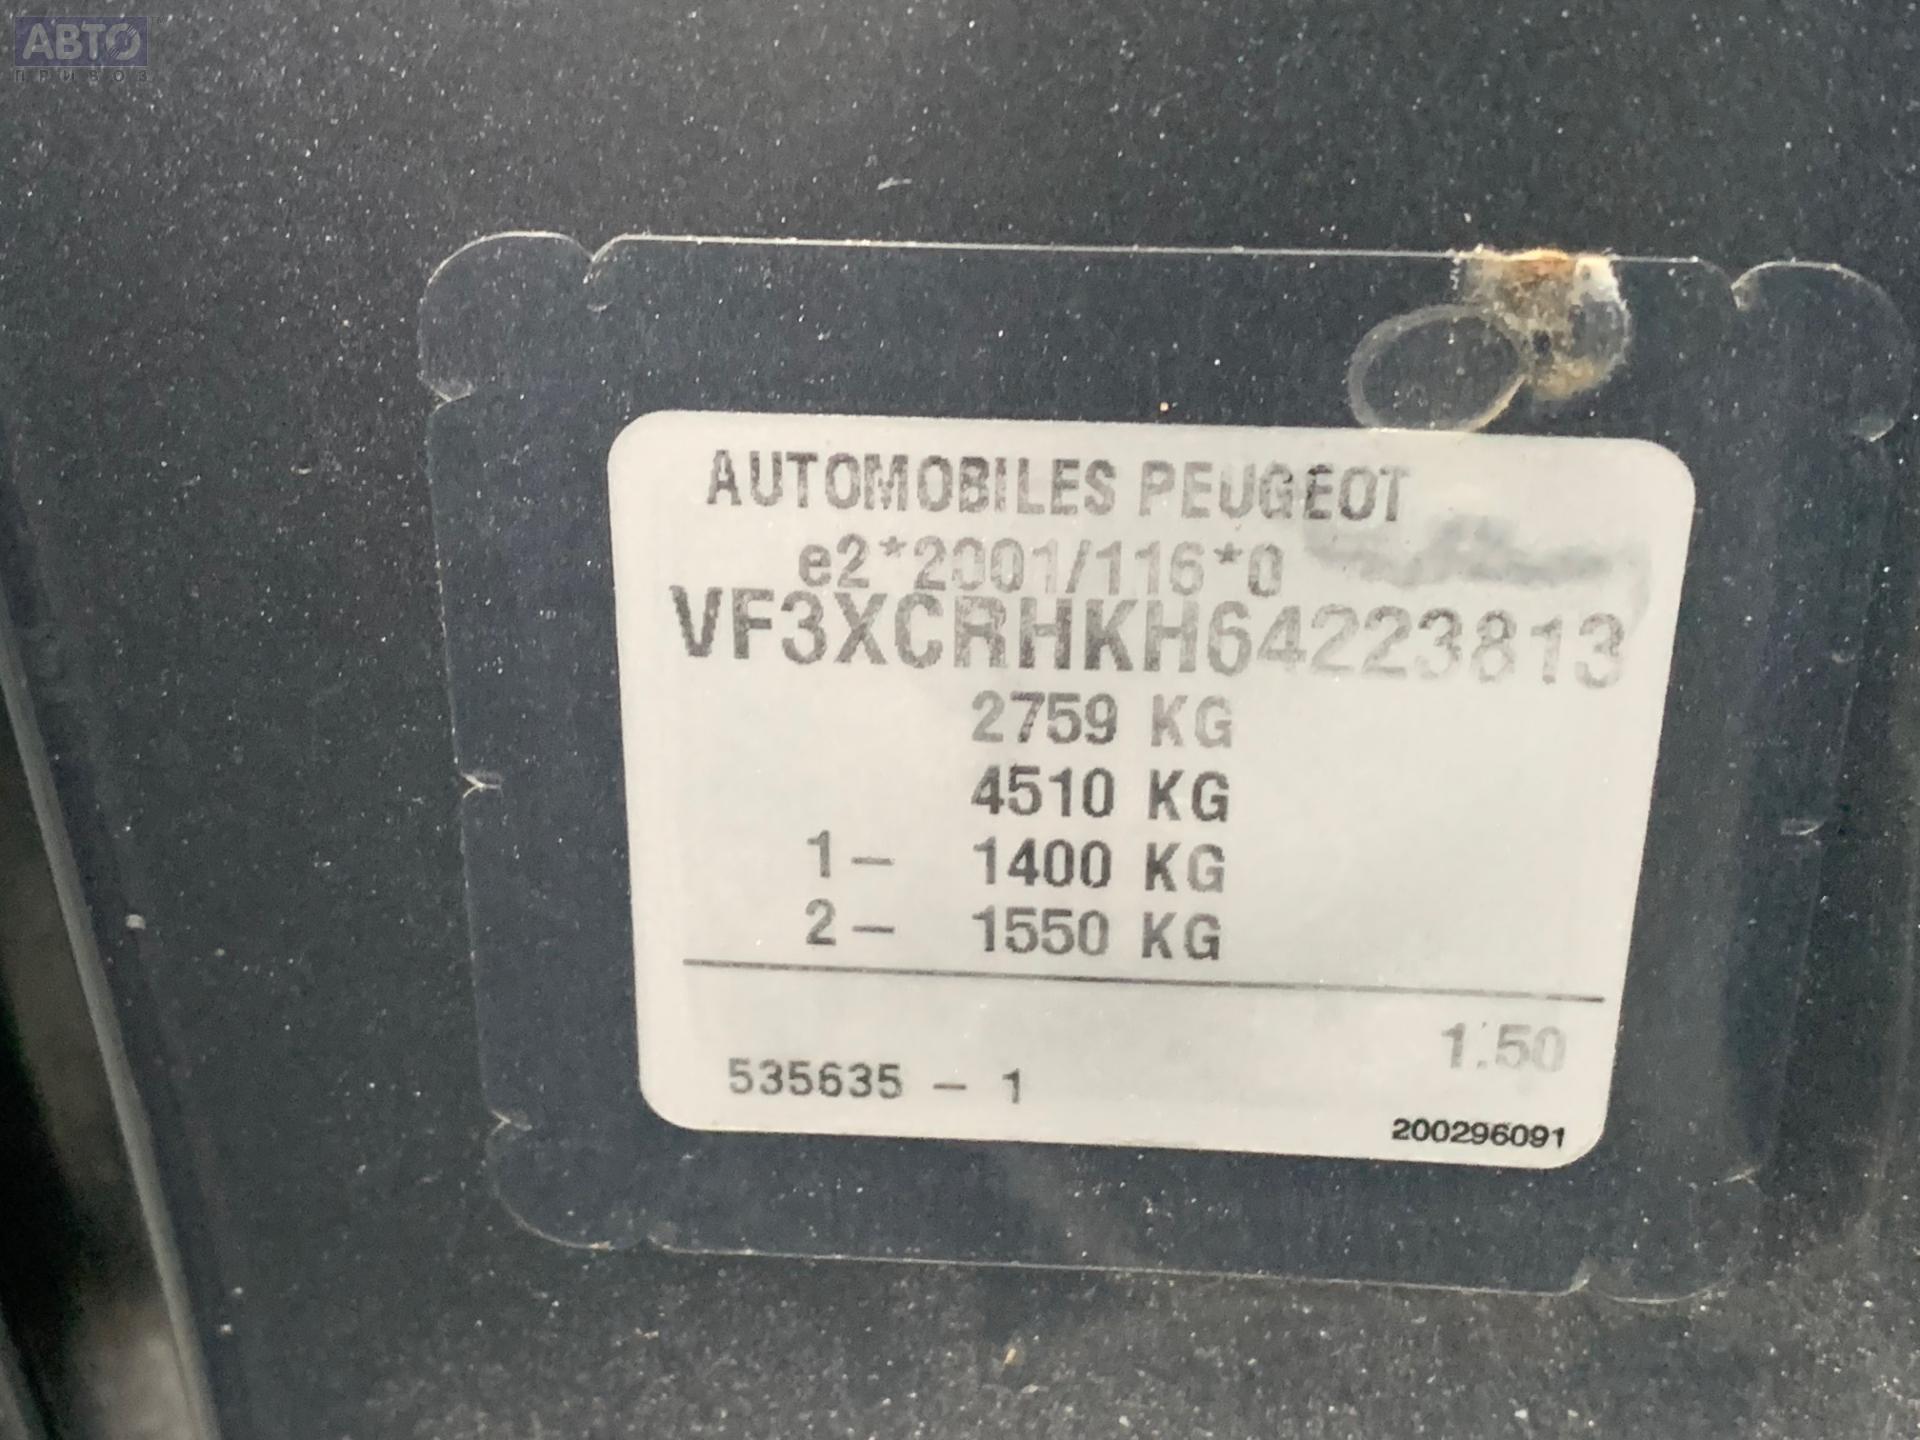 АВТО
ПРИВОЗ
AUTOMOBILES PEUGEOT
e2*2001/116*0
VF3XCRHKH64223813
2759 KG
4510 KG
1- 1400 KG
2- 1550 KG
1.50
535635 - 1
200296091